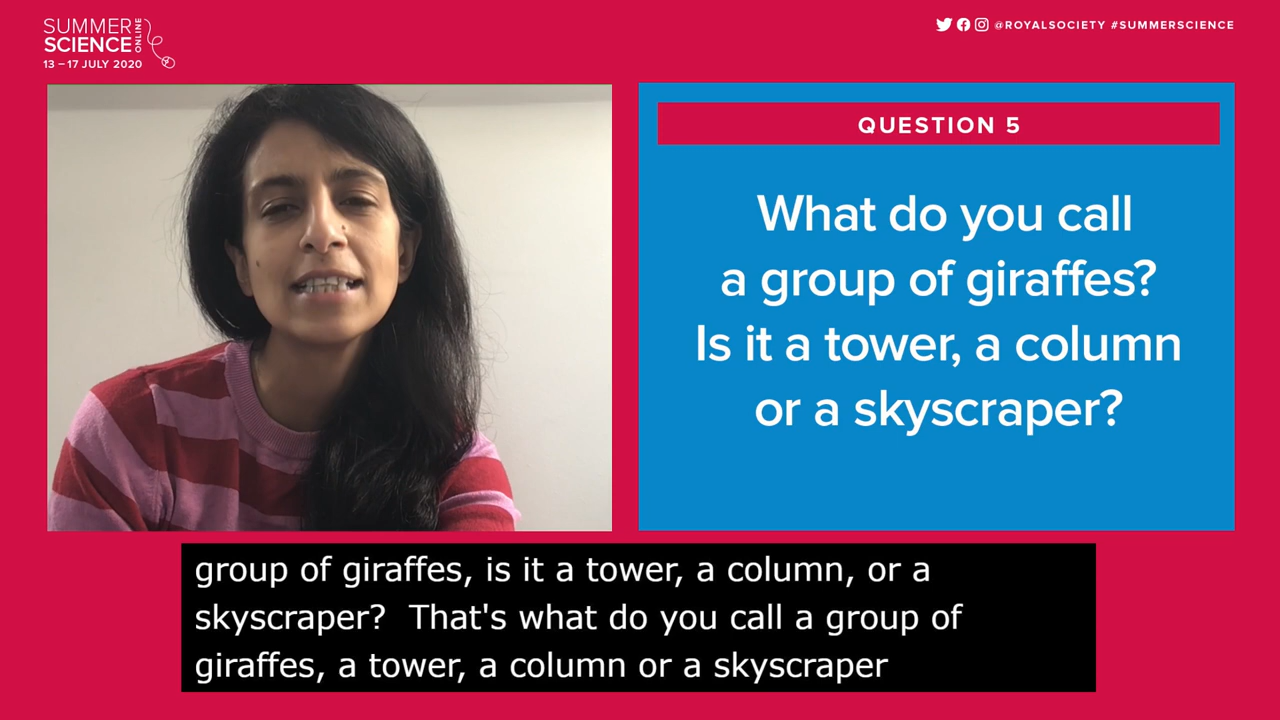 SUMMER
SCIENCE
ONLINE
13 – 17 JULY 2020
@ROYALSOCIETY #SUMMERSCIENCE
QUESTION 5
What do you call
a group of giraffes?
Is it a tower, a column
or a skyscraper?
group of giraffes, is it a tower, a column, or a
skyscraper?  That's what do you call a group of
giraffes, a tower, a column or a skyscraper